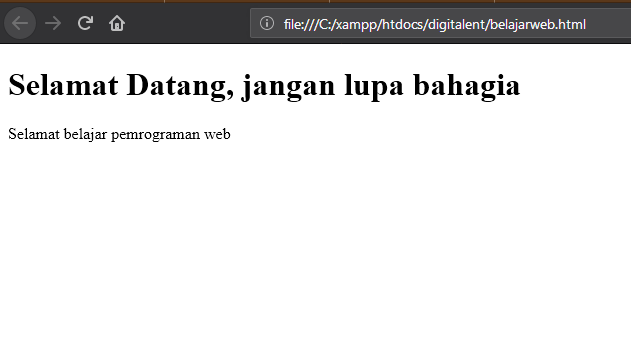 file:///C:/xampp/htdocs/digitalent/belajarweb.html
Selamat Datang, jangan lupa bahagia
Selamat belajar pemrograman web